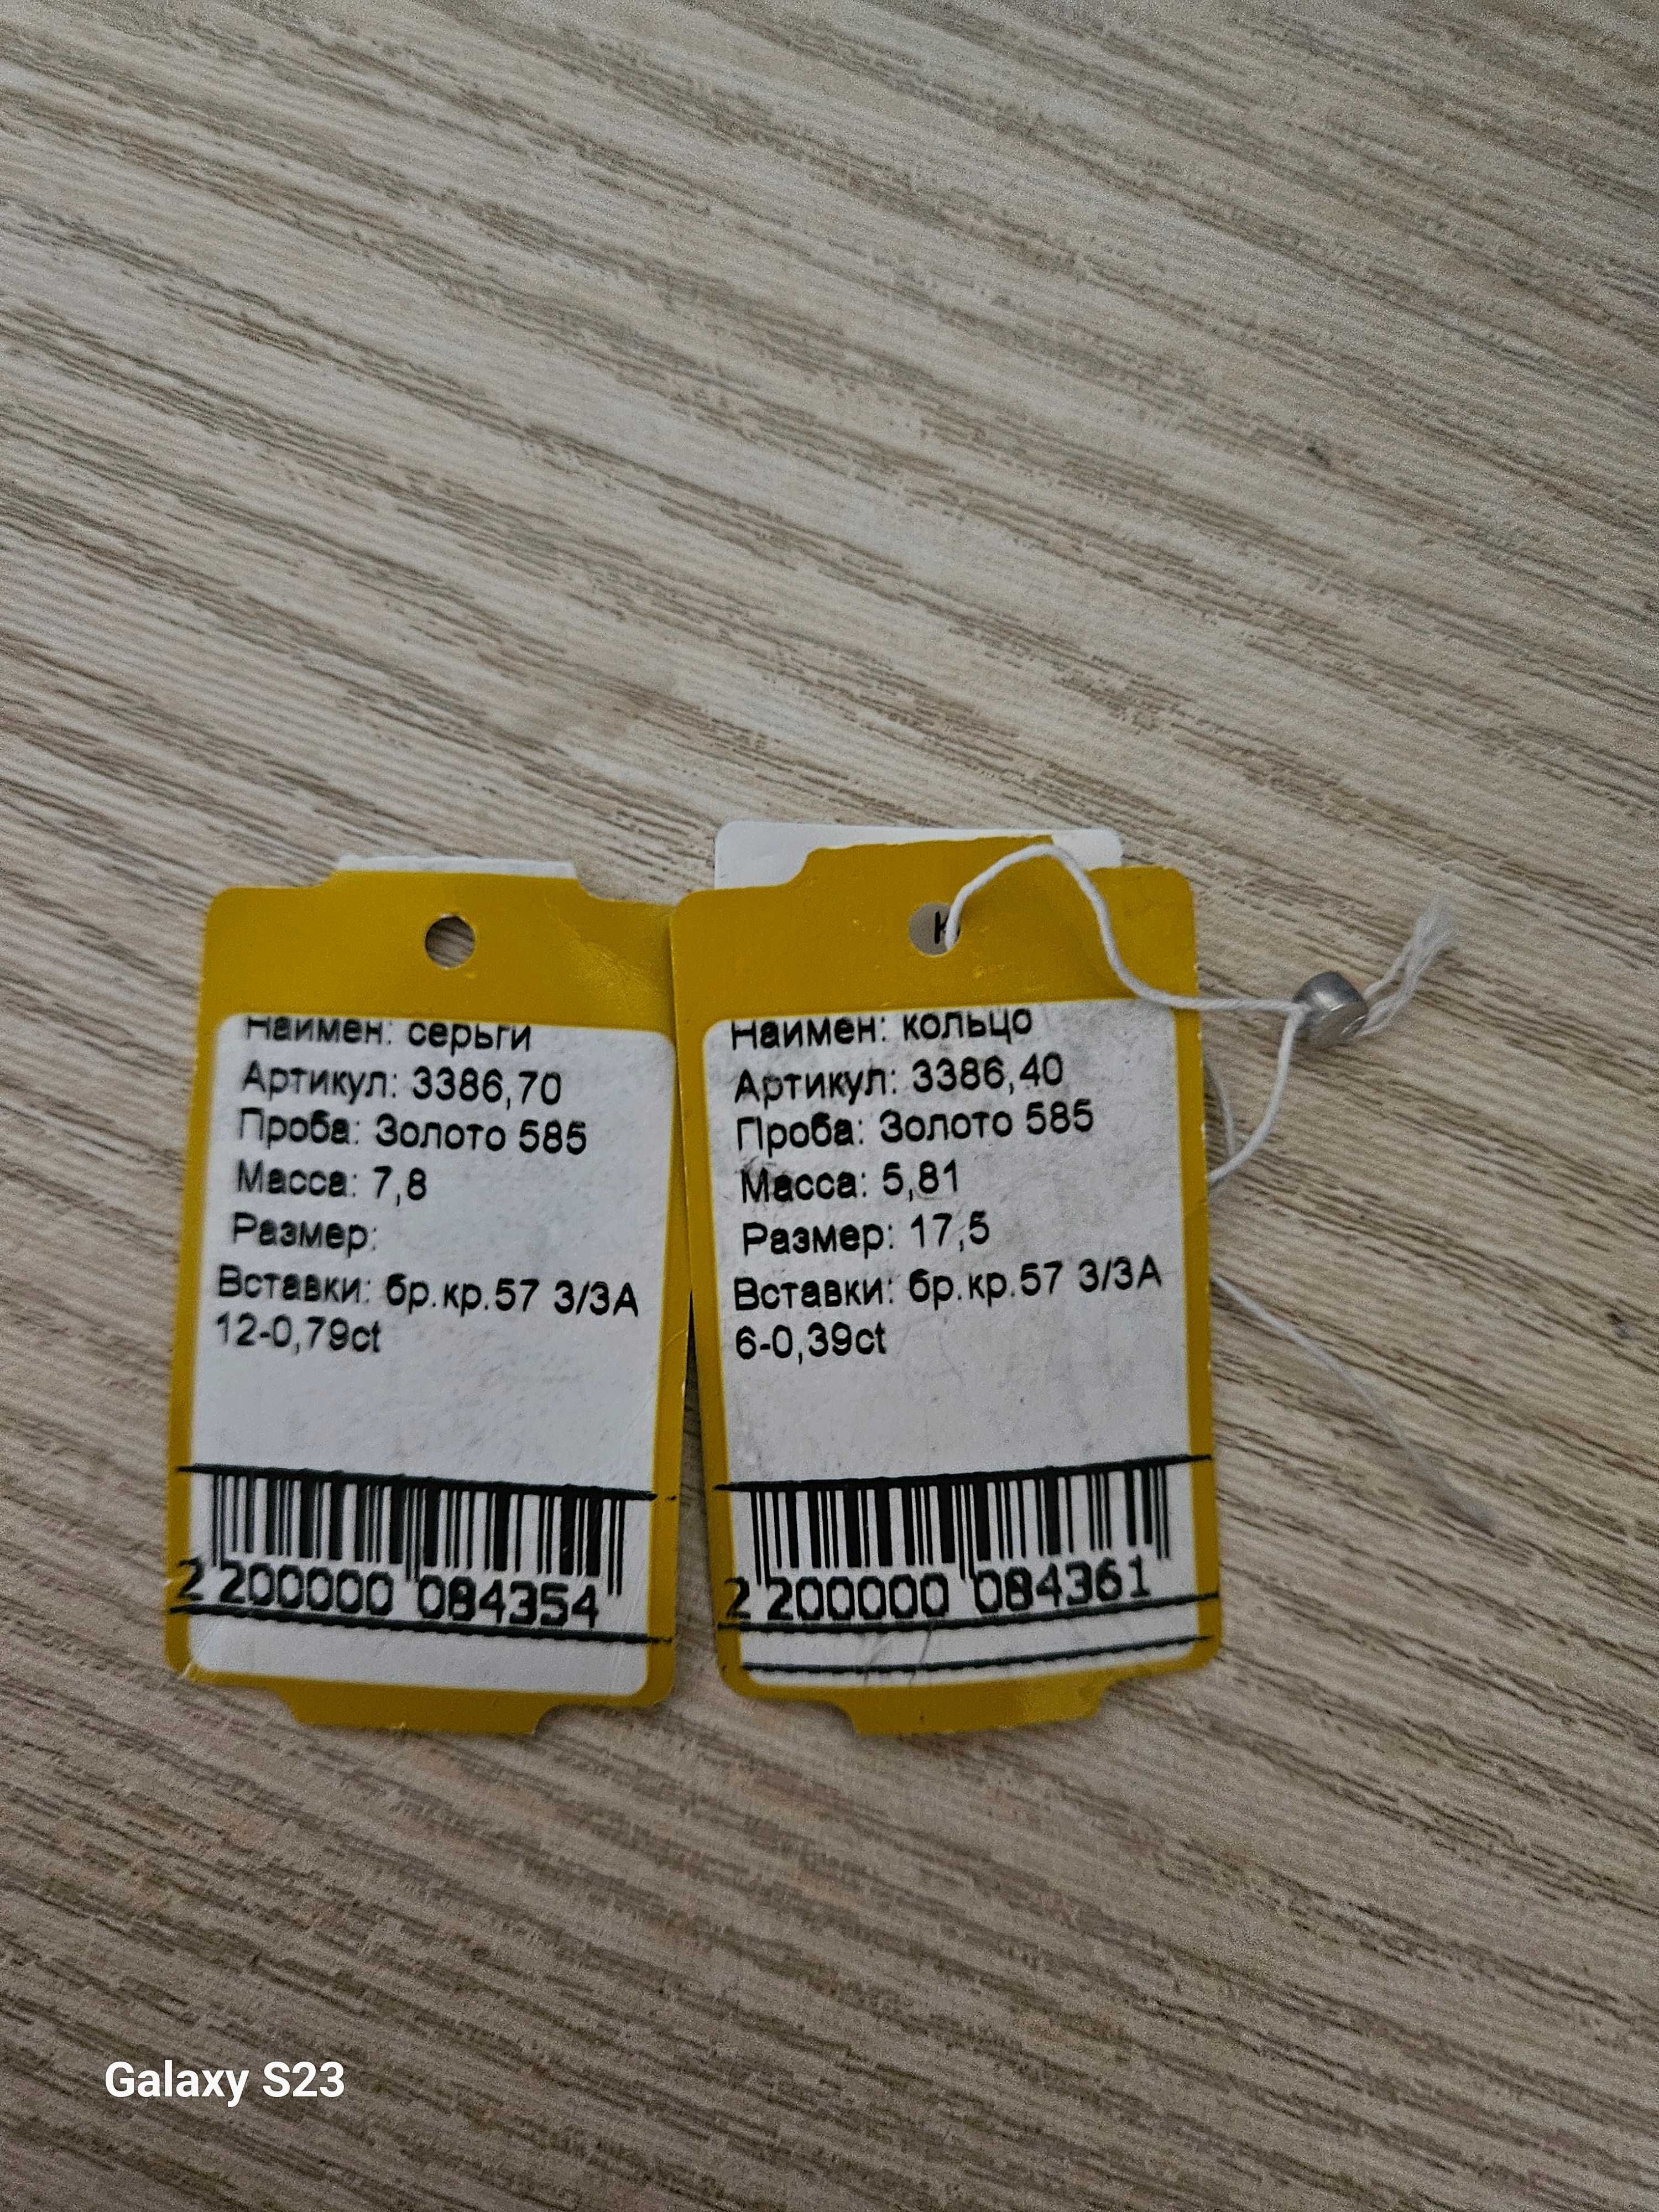 Наимен: серьги
Артикул: 3386,70
Проба: Золото 585
Масса: 7,8
Размер:
Вставки: бр.кр.57 3/3А
12-0,79ct
2 200000 084354
К
Наимен: кольцо
Артикул: 3386,40
Проба: Золото 585
Масса: 5,81
Размер: 17,5
Вставки: бр.кр.57 3/3А
6-0,39ct
2 200000 084361
Galaxy S23